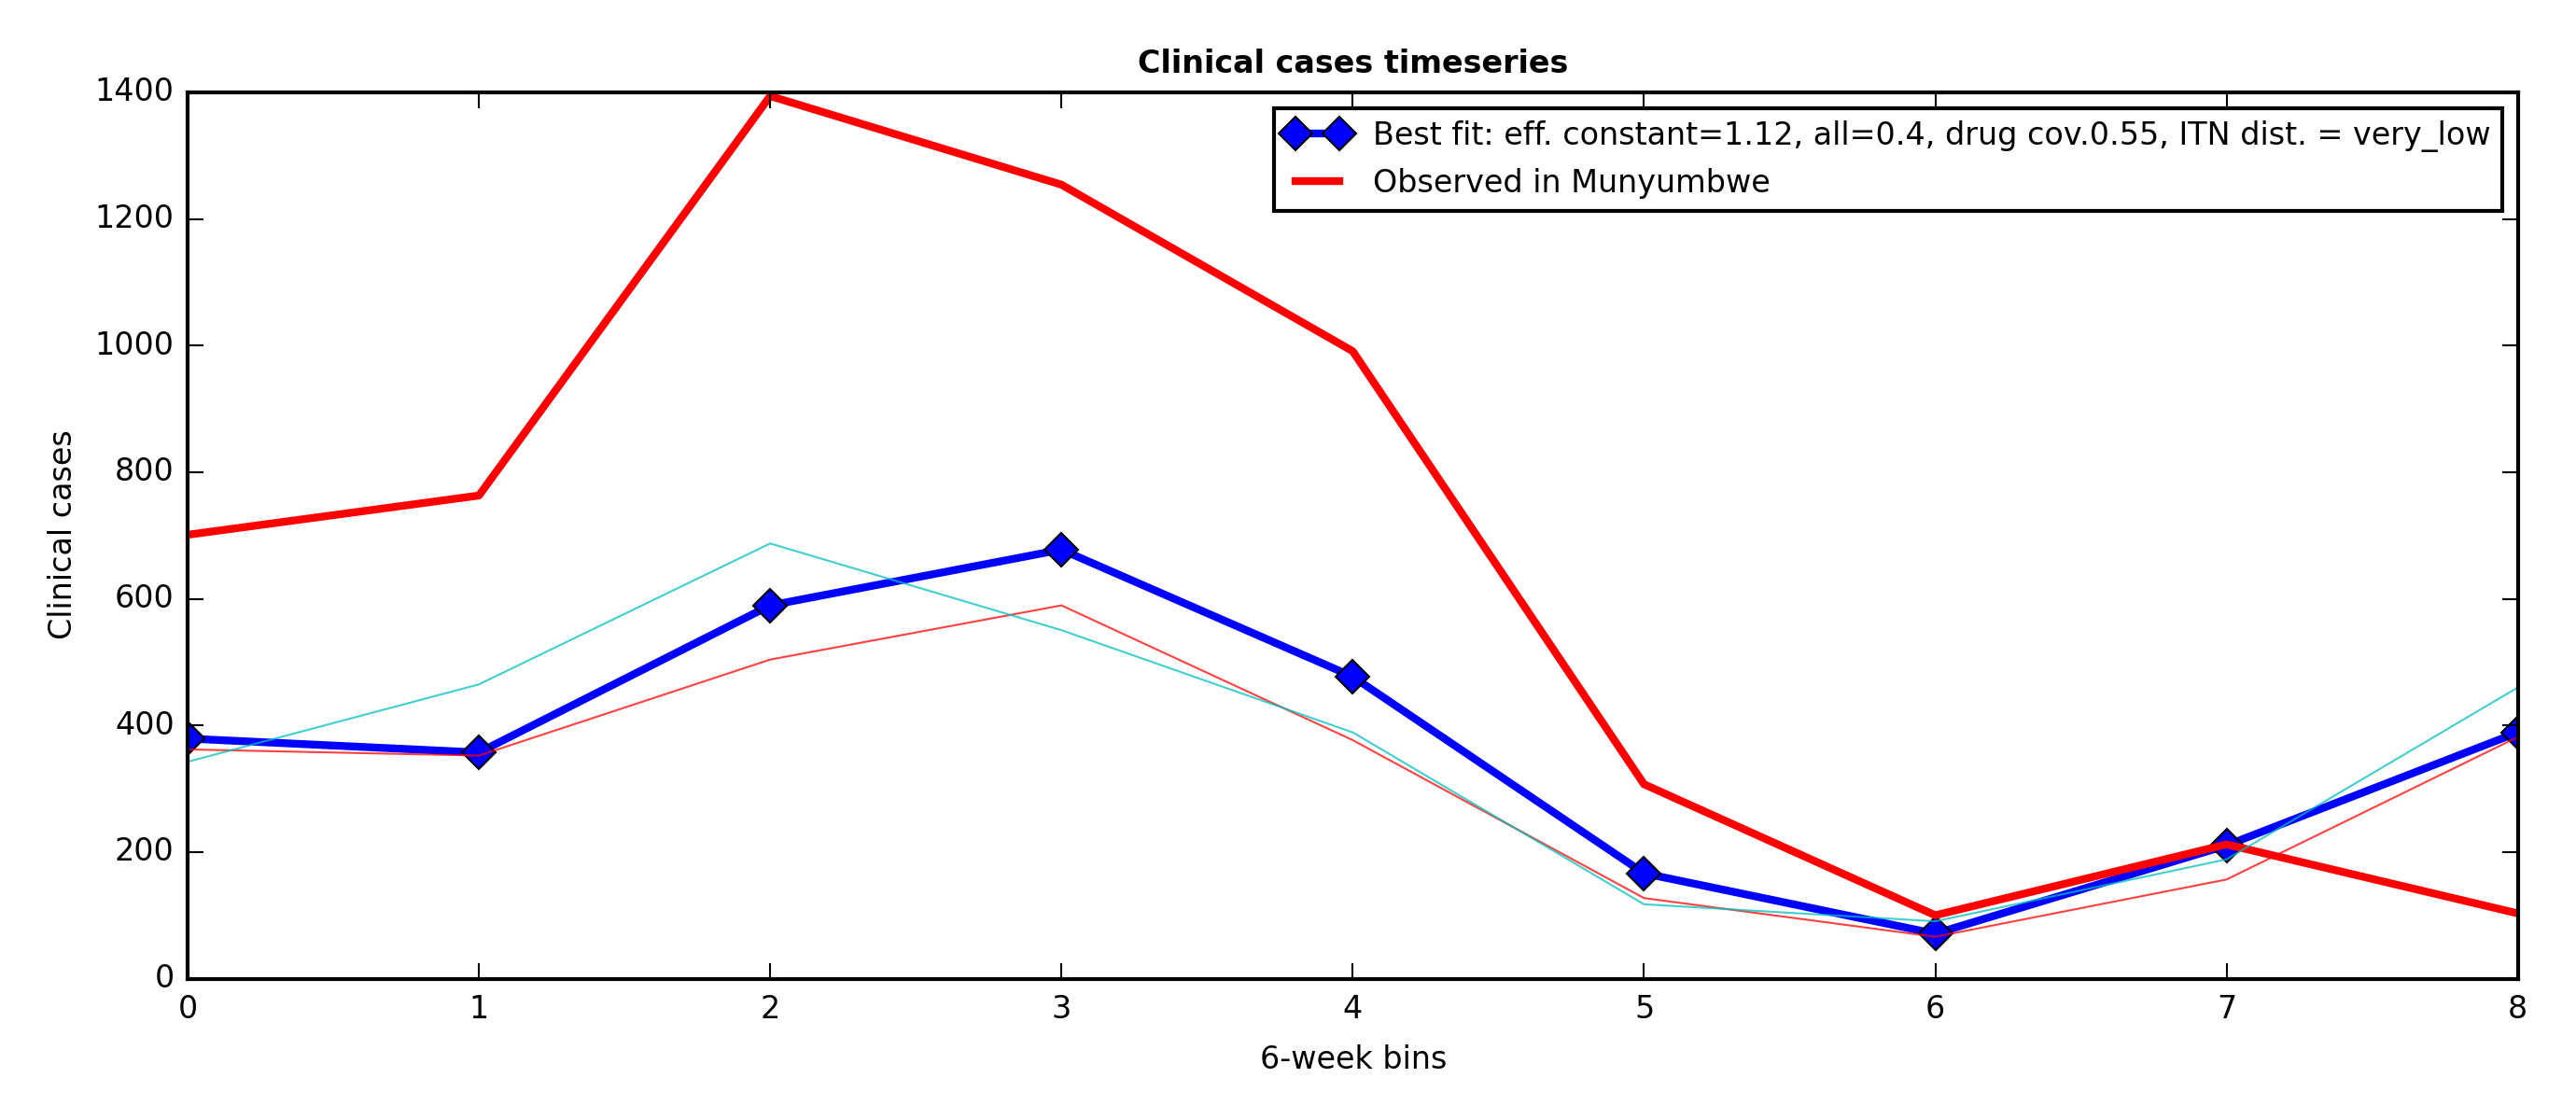 Clinical cases timeseries
1400
1200
1000
800
600
400
200
0
Clinical cases
Best fit: eff. constant=1.12, all=0.4, drug cov.0.55, ITN dist. = very_low
Observed in Munyumbwe
0 1 2 3 4 5 6 7 8
6-week bins